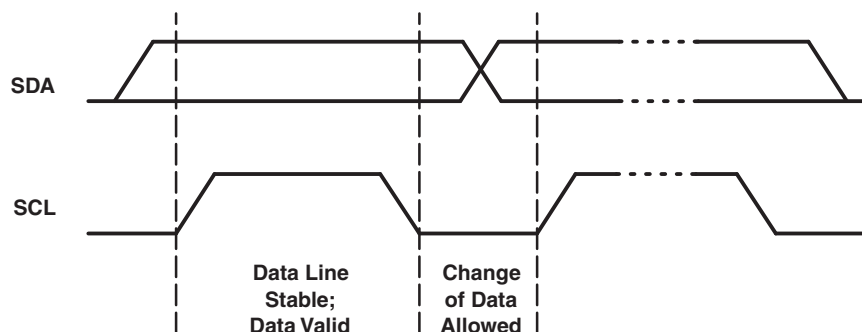 SDA
SCL
Data Line
Stable;
Data Valid
Change
of Data
Allowed